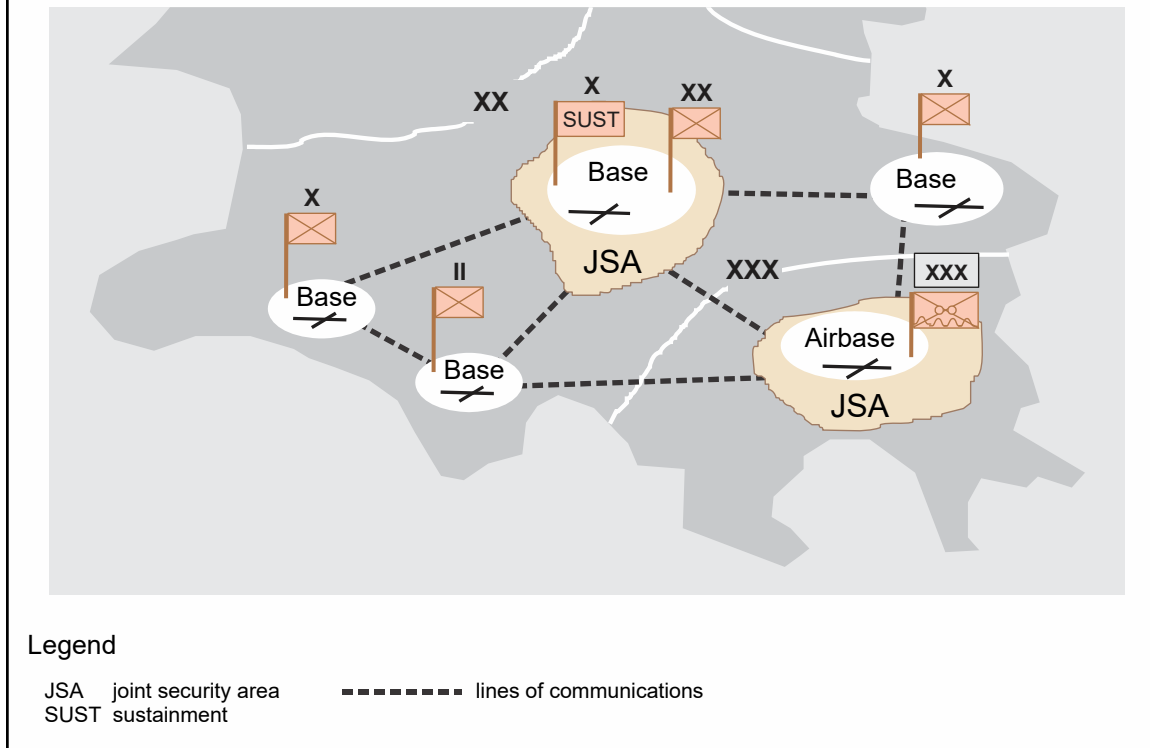 X
XX
X
XX
SUST
X
Base
Base
X
JSA
II
XXX
XXX
Base
Airbase
Base
JSA
Legend
JSA joint security area
lines of communications
SUST sustainment